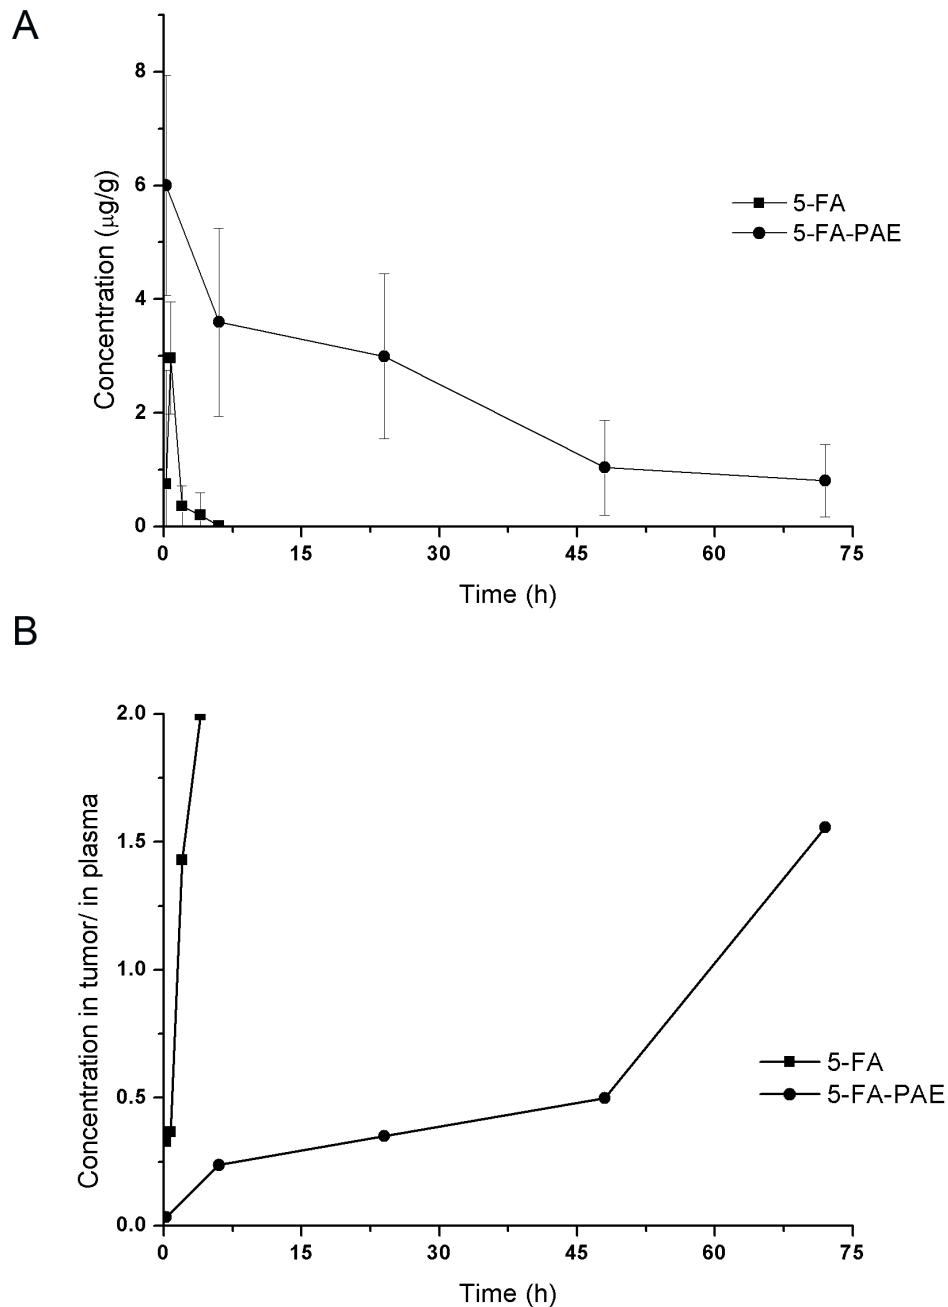 A
Concentration (μg/g)
8
6
4
2
0
0 15 30 45 60 75
Time (h)
5-FA
5-FA-PAE
B
Concentration in tumor/ in plasma
2.0
1.5
1.0
0.5
0.0
0 15 30 45 60 75
Time (h)
5-FA
5-FA-PAE